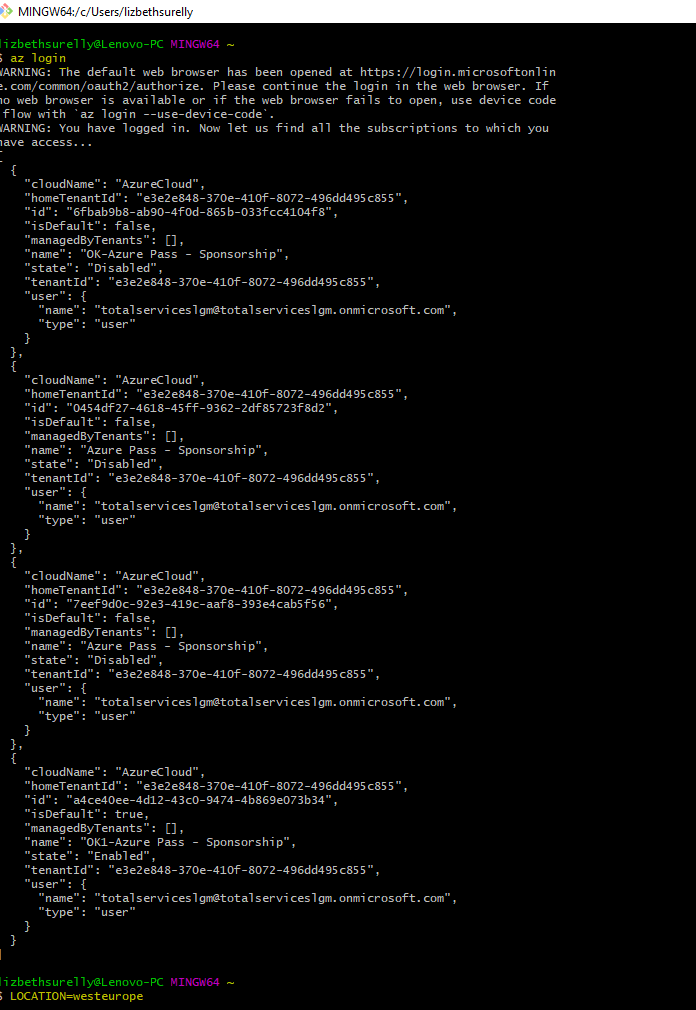 MINGW64:/c/Users/lizbethsurelly
lizbethsurelly@Lenovo-PC MINGW64 ~
$ az login
WARNING: The default web browser has been opened at https://login.microsoftonlin
e.com/common/oauth2/authorize. Please continue the login in the web browser. If
no web browser is available or if the web browser fails to open, use device code
 flow with `az login --use-device-code`.
WARNING: You have logged in. Now let us find all the subscriptions to which you
have access...
[
  {
    "cloudName": "AzureCloud",
    "homeTenantId": "e3e2e848-370e-410f-8072-496dd495c855",
    "id": "6fbab9b8-ab90-4f0d-865b-033fcc4104f8",
    "isDefault": false,
    "managedByTenants": [],
    "name": "OK-Azure Pass - Sponsorship",
    "state": "Disabled",
    "tenantId": "e3e2e848-370e-410f-8072-496dd495c855",
    "user": {
      "name": "totalserviceslgm@totalserviceslgm.onmicrosoft.com",
      "type": "user"
    }
  },
  {
    "cloudName": "AzureCloud",
    "homeTenantId": "e3e2e848-370e-410f-8072-496dd495c855",
    "id": "0454df27-4618-45ff-9362-2df85723f8d2",
    "isDefault": false,
    "managedByTenants": [],
    "name": "Azure Pass - Sponsorship",
    "state": "Disabled",
    "tenantId": "e3e2e848-370e-410f-8072-496dd495c855",
    "user": {
      "name": "totalserviceslgm@totalserviceslgm.onmicrosoft.com",
      "type": "user"
    }
  },
  {
    "cloudName": "AzureCloud",
    "homeTenantId": "e3e2e848-370e-410f-8072-496dd495c855",
    "id": "7eef9d0c-92e3-419c-aaf8-393e4cab5f56",
    "isDefault": false,
    "managedByTenants": [],
    "name": "Azure Pass - Sponsorship",
    "state": "Disabled",
    "tenantId": "e3e2e848-370e-410f-8072-496dd495c855",
    "user": {
      "name": "totalserviceslgm@totalserviceslgm.onmicrosoft.com",
      "type": "user"
    }
  },
  {
    "cloudName": "AzureCloud",
    "homeTenantId": "e3e2e848-370e-410f-8072-496dd495c855",
    "id": "a4ce40ee-4d12-43c0-9474-4b869e073b34",
    "isDefault": true,
    "managedByTenants": [],
    "name": "OK1-Azure Pass - Sponsorship",
    "state": "Enabled",
    "tenantId": "e3e2e848-370e-410f-8072-496dd495c855",
    "user": {
      "name": "totalserviceslgm@totalserviceslgm.onmicrosoft.com",
      "type": "user"
    }
  }
]
lizbethsurelly@Lenovo-PC MINGW64 ~
$ LOCATION=westeurope